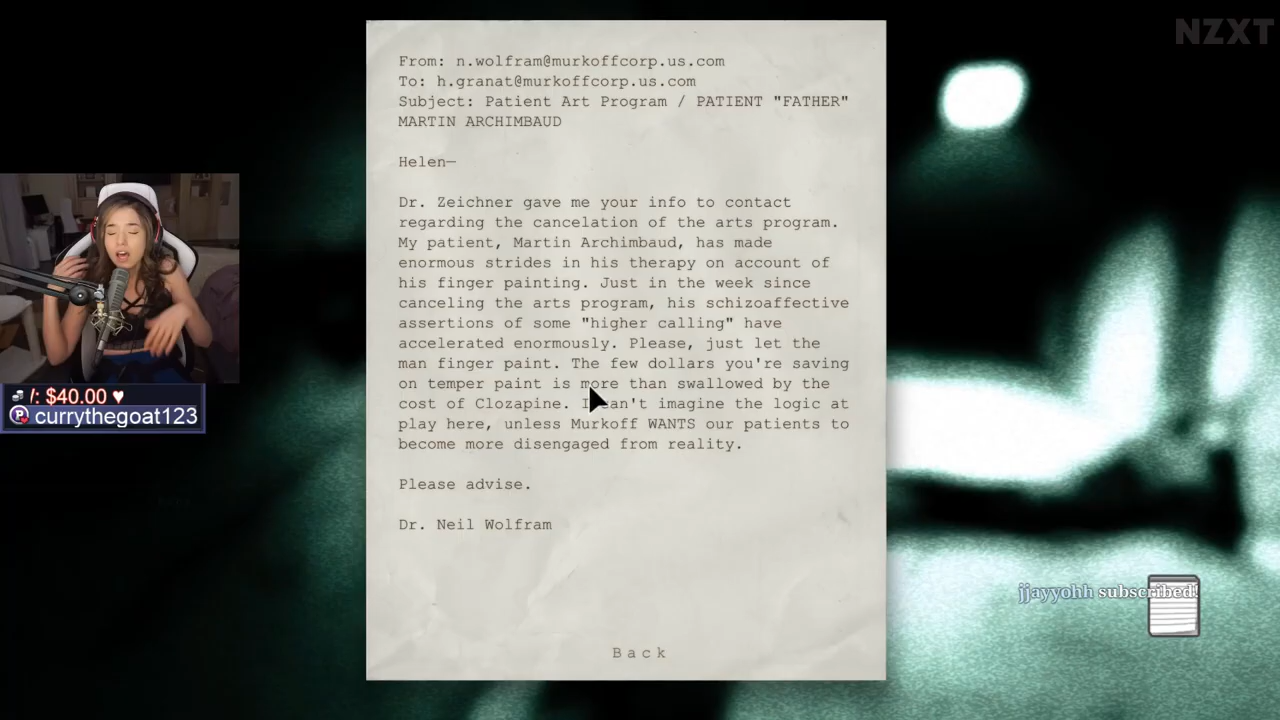 NZXT
From: n.wolfram@murkoffcorp.us.com
To: h.granat@murkoffcorp.us.com
Subject: Patient Art Program / PATIENT "FATHER"
MARTIN ARCHIMBAUD
Helen—
Dr. Zeichner gave me your info to contact
regarding the cancelation of the arts program.
My patient, Martin Archimbaud, has made
enormous strides in his therapy on account of
his finger painting. Just in the week since
canceling the arts program, his schizoaffective
assertions of some "higher calling" have
accelerated enormously. Please, just let the
man finger paint. The few dollars you're saving
on temper paint is more than swallowed by the
cost of Clozapine. I can't imagine the logic at
play here, unless Murkoff WANTS our patients to
become more disengaged from reality.
Please advise.
Dr. Neil Wolfram
Back
/: $40.00 ♥
currythegoat123
jjayyohh subscribed!